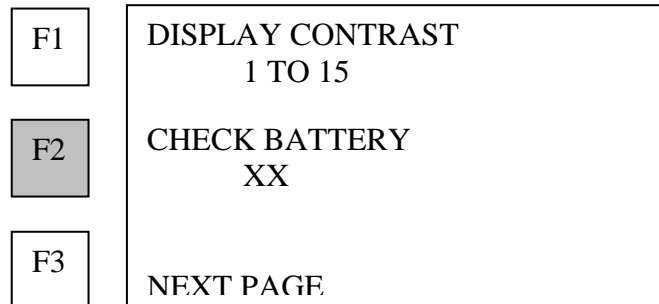 F1
DISPLAY CONTRAST
1 TO 15
F2
CHECK BATTERY
XX
F3
NEXT PAGE